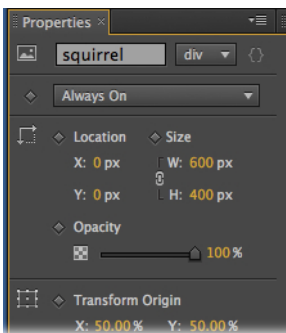 Properties ×
squirrel div {}
Always On
Location Size
X: 0 px W: 600 px
Y: 0 px H: 400 px
Opacity
100%
Transform Origin
X: 50.00% Y: 50.00%